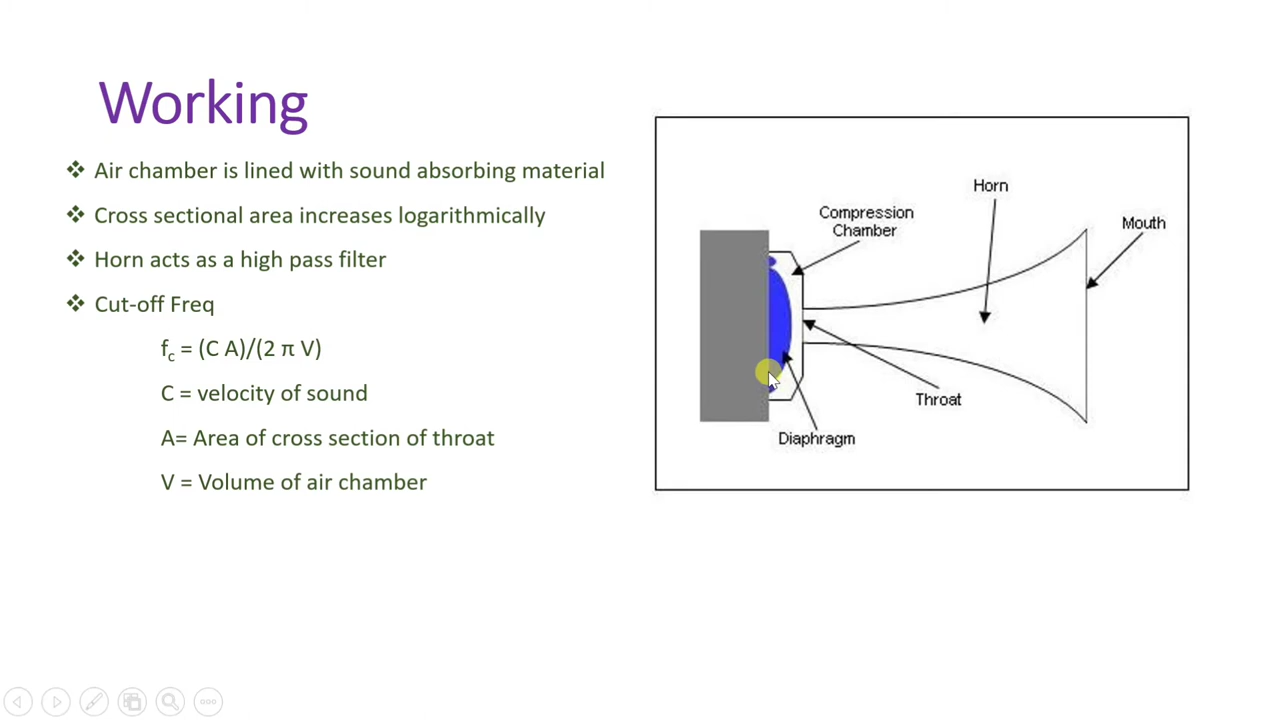 Working
❖ Air chamber is lined with sound absorbing material
❖ Cross sectional area increases logarithmically
❖ Horn acts as a high pass filter
❖ Cut-off Freq
fc = (C A)/(2 π V)
C = velocity of sound
A= Area of cross section of throat
V = Volume of air chamber
Horn
Compression
Chamber
Mouth
Throat
Diaphragm